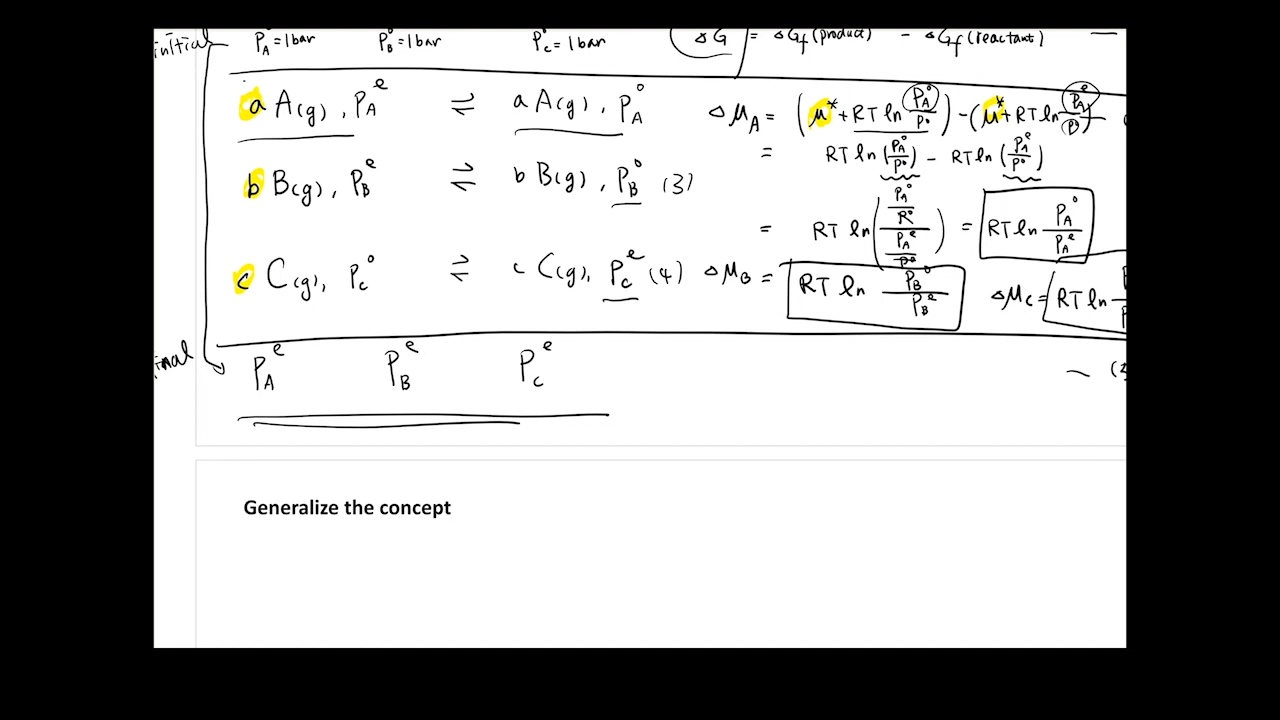 initial P_A° = 1 bar P_B° = 1 bar P_C° = 1 bar ΔG = ΔG_f (product) - ΔG_f (reactant) —
a A(g), P_A^e ⇌ a A(g), P_A° Δμ_A = (μ* + RT ln P_A°/P°) - (μ* + RT ln P_A^e/P°)
= RT ln (P_A°/P°) - RT ln (P_A^e/P°)
b B(g), P_B^e ⇌ b B(g), P_B° (3)
= RT ln ( (P_A°/P°) / (P_A^e/P°) ) = RT ln P_A°/P_A^e
c C(g), P_C° ⇌ c C(g), P_C^e (4) Δμ_B = RT ln P_B°/P_B^e Δμ_C = RT ln
final P_A^e P_B^e P_C^e
Generalize the concept